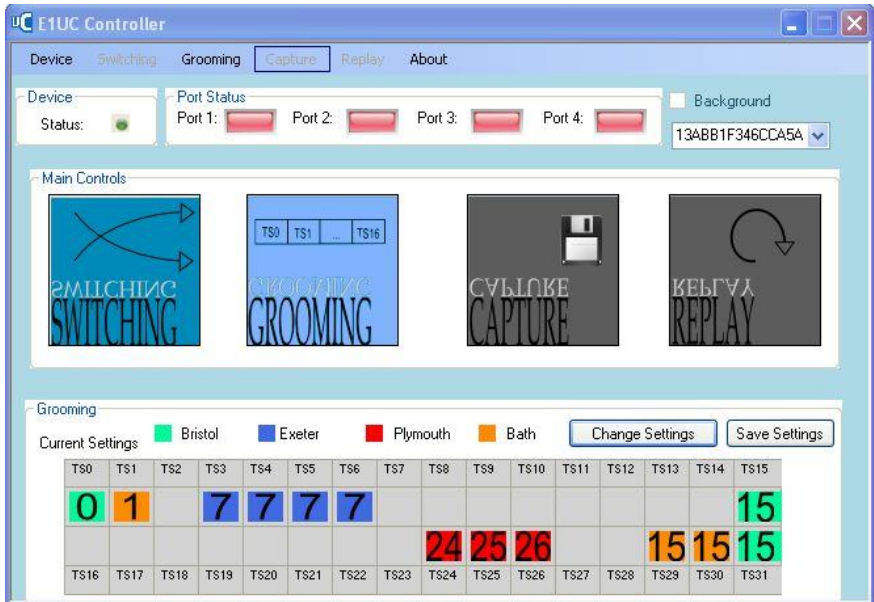 E1UC Controller
Device Switching Grooming Capture Replay About
Device Port Status Background
Status: Port 1: Port 2: Port 3: Port 4:
13ABB1F346CCA5A
Main Controls
TS0 TS1 ... TS16
SWITCHING GROOMING CAPTURE REPLAY
SWITCHING GROOMING CAPTURE REPLAY
Grooming
Current Settings Bristol Exeter Plymouth Bath Change Settings Save Settings
TS0 TS1 TS2 TS3 TS4 TS5 TS6 TS7 TS8 TS9 TS10 TS11 TS12 TS13 TS14 TS15
0 1 7 7 7 7 15
24 25 26 15 15 15
TS16 TS17 TS18 TS19 TS20 TS21 TS22 TS23 TS24 TS25 TS26 TS27 TS28 TS29 TS30 TS31